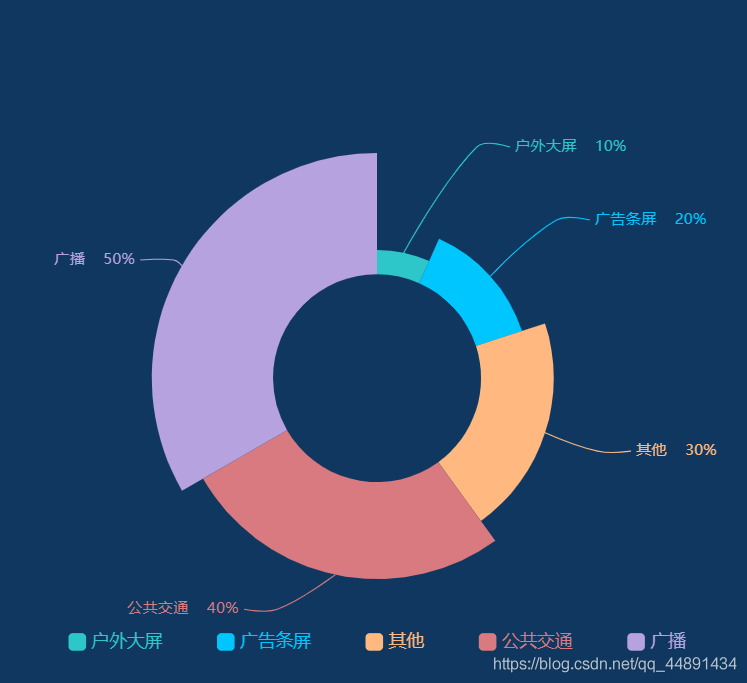 户外大屏 10%
广告条屏 20%
广播 50%
其他 30%
公共交通 40%
户外大屏 广告条屏 其他 公共交通 广播
https://blog.csdn.net/qq_44891434